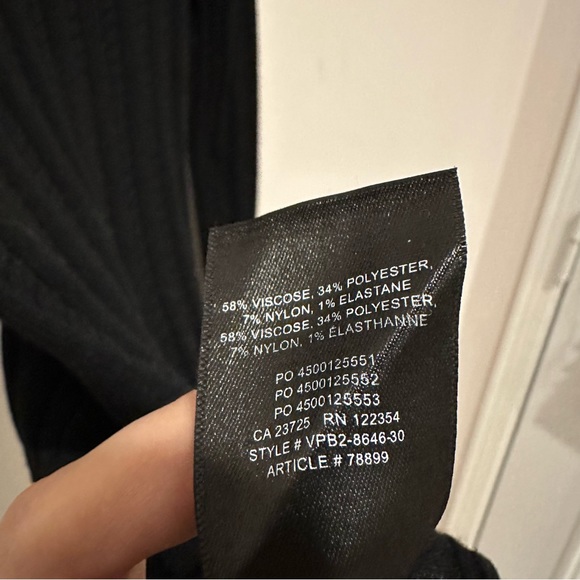 58% VISCOSE, 34% POLYESTER,
7% NYLON, 1% ELASTANE
58% VISCOSE, 34% POLYESTER,
7% NYLON, 1% ÉLASTHANNE
PO 4500125551
PO 4500125552
PO 4500125553
CA 23725 RN 122354
STYLE # VPB2-8646-30
ARTICLE # 78899